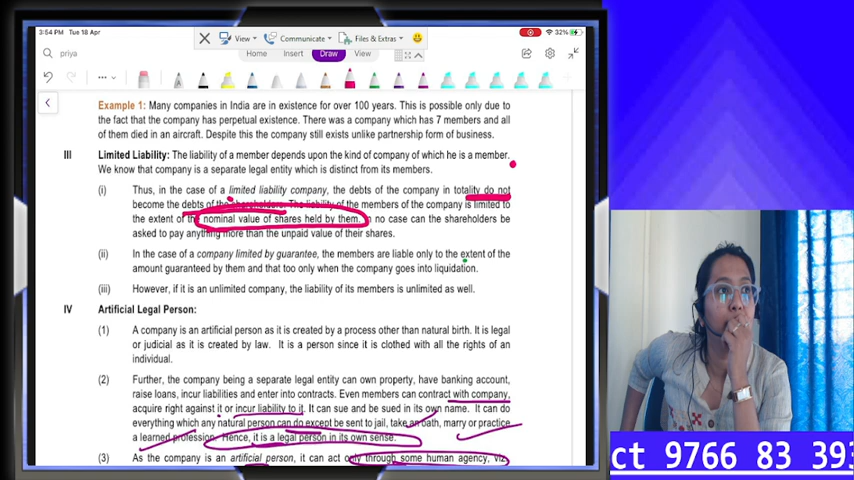 3:54 PM Tue 18 Apr
32%
View
Communicate
Files & Extras
priya
Home Insert Draw View
Example 1: Many companies in India are in existence for over 100 years. This is possible only due to
the fact that the company has perpetual existence. There was a company which has 7 members and all
of them died in an aircraft. Despite this the company still exists unlike partnership form of business.
III Limited Liability: The liability of a member depends upon the kind of company of which he is a member.
We know that company is a separate legal entity which is distinct from its members.
(i) Thus, in the case of a limited liability company, the debts of the company in totality do not
become the debts of the shareholders. The liability of the members of the company is limited to
the extent of the nominal value of shares held by them. In no case can the shareholders be
asked to pay anything more than the unpaid value of their shares.
(ii) In the case of a company limited by guarantee, the members are liable only to the extent of the
amount guaranteed by them and that too only when the company goes into liquidation.
(iii) However, if it is an unlimited company, the liability of its members is unlimited as well.
IV Artificial Legal Person:
(1) A company is an artificial person as it is created by a process other than natural birth. It is legal
or judicial as it is created by law. It is a person since it is clothed with all the rights of an
individual.
(2) Further, the company being a separate legal entity can own property, have banking account,
raise loans, incur liabilities and enter into contracts. Even members can contract with company,
acquire right against it or incur liability to it. It can sue and be sued in its own name. It can do
everything which any natural person can do except be sent to jail, take an oath, marry or practice
a learned profession. Hence, it is a legal person in its own sense.
(3) As the company is an artificial person, it can act only through some human agency, viz.
ct 9766 83 393